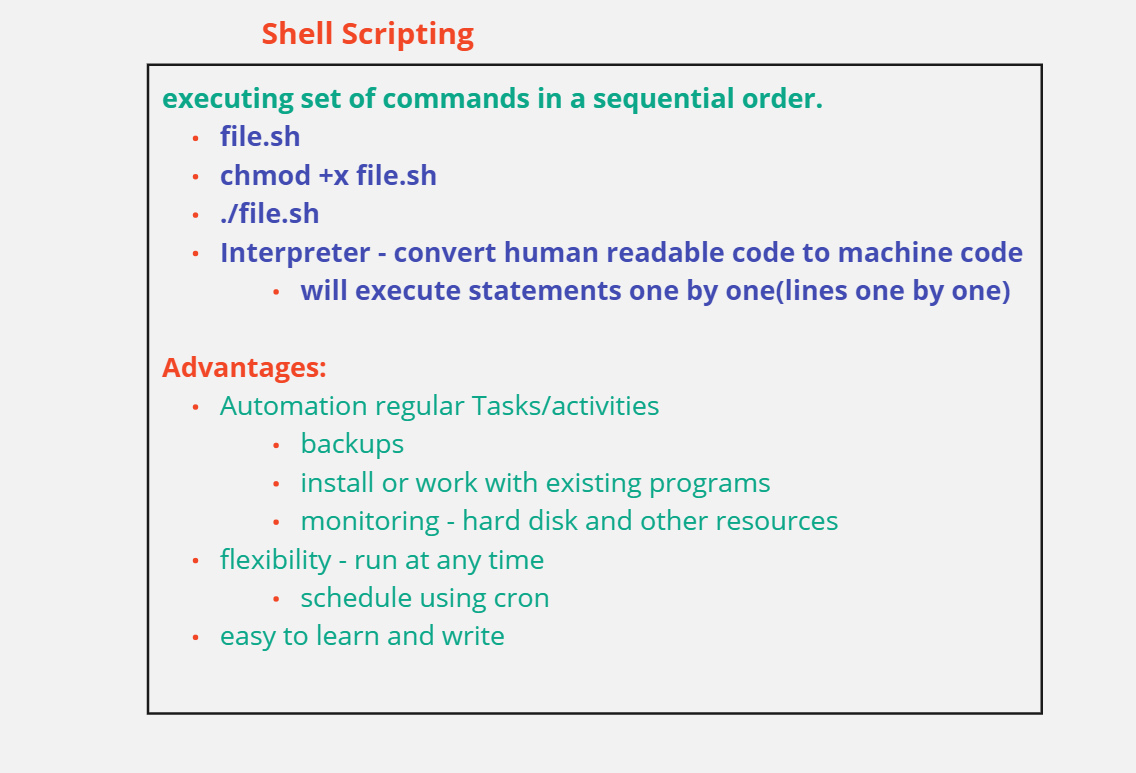 Shell Scripting
executing set of commands in a sequential order.
• file.sh
• chmod +x file.sh
• ./file.sh
• Interpreter - convert human readable code to machine code
• will execute statements one by one(lines one by one)
Advantages:
• Automation regular Tasks/activities
• backups
• install or work with existing programs
• monitoring - hard disk and other resources
• flexibility - run at any time
• schedule using cron
• easy to learn and write